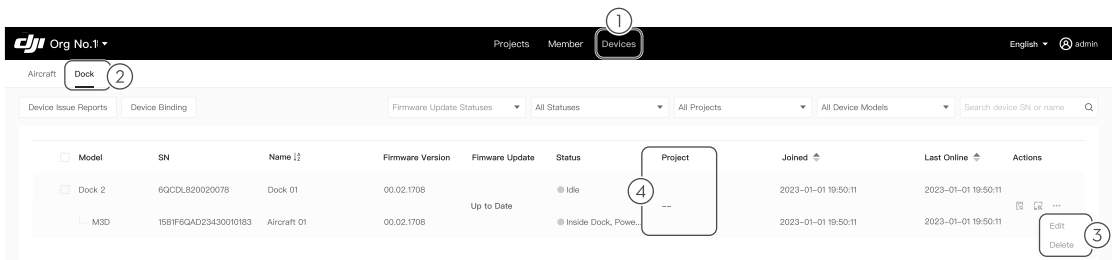 1
dji Org No.1 Projects Member Devices English admin
Aircraft Dock 2
Device Issue Reports Device Binding Firmware Update Statuses All Statuses All Projects All Device Models Search device SN or name
Model SN Name Firmware Version Fimware Update Status Project Joined Last Online Actions
Dock 2 6QCDL820020078 Dock 01 00.02.1708 Idle 4 2023-01-01 19:50:11 2023-01-01 19:50:11
Up to Date -- ...
M3D 1581F6QAD23430010183 Aircraft 01 00.02.1708 Inside Dock, Powe... 2023-01-01 19:50:11 2023-01-01 19:50:11
Edit
3
Delete